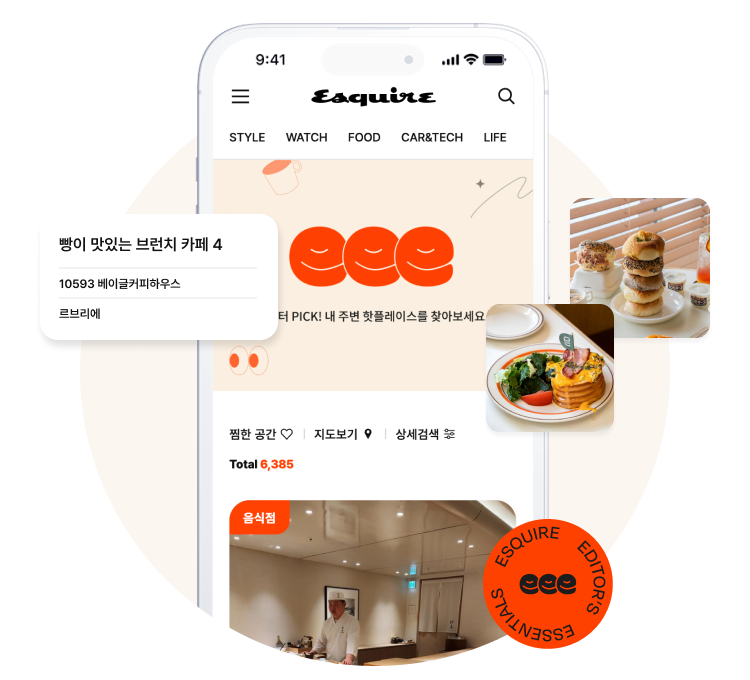 9:41
Esquire
STYLE WATCH FOOD CAR&TECH LIFE
eee
빵이 맛있는 브런치 카페 4
10593 베이글커피하우스
르브리에
터 PICK! 내 주변 핫플레이스를 찾아보세요
찜한 공간 지도보기 상세검색
Total 6,385
음식점
ESQUIRE EDITOR'S ESSENTIALS
eee